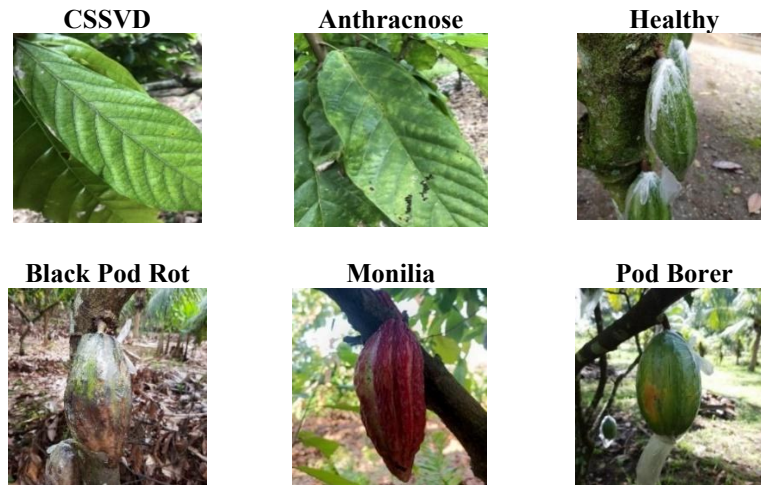 CSSVD
Anthracnose
Healthy
Black Pod Rot
Monilia
Pod Borer